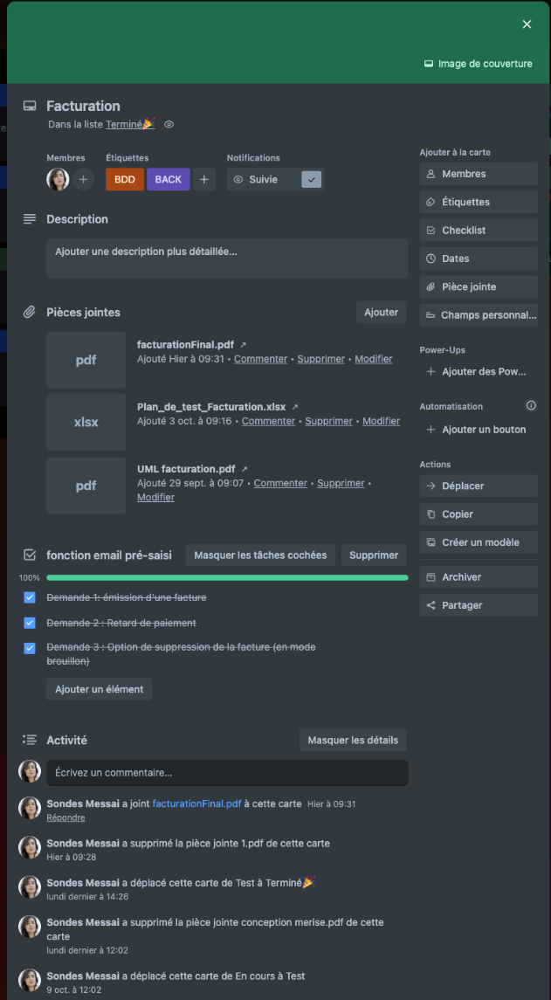 Image de couverture
Facturation
Dans la liste Terminé🎉
Membres
Étiquettes
Notifications
BDD
BACK
Suivie
Description
Ajouter une description plus détaillée...
Pièces jointes
Ajouter
pdf
facturationFinal.pdf ↗
Ajouté Hier à 09:31 • Commenter • Supprimer • Modifier
xlsx
Plan_de_test_Facturation.xlsx ↗
Ajouté 3 oct. à 09:16 • Commenter • Supprimer • Modifier
pdf
UML facturation.pdf ↗
Ajouté 29 sept. à 09:07 • Commenter • Supprimer •
Modifier
fonction email pré-saisi
Masquer les tâches cochées
Supprimer
100%
Demande 1: émission d'une facture
Demande 2 : Retard de paiement
Demande 3 : Option de suppression de la facture (en mode
brouillon)
Ajouter un élément
Activité
Masquer les détails
Écrivez un commentaire...
Sondes Messai a joint facturationFinal.pdf à cette carte Hier à 09:31
Répondre
Sondes Messai a supprimé la pièce jointe 1.pdf de cette carte
Hier à 09:28
Sondes Messai a déplacé cette carte de Test à Terminé🎉
lundi dernier à 14:26
Sondes Messai a supprimé la pièce jointe conception merise.pdf de cette
carte
lundi dernier à 12:02
Sondes Messai a déplacé cette carte de En cours à Test
9 oct. à 12:02
Ajouter à la carte
Membres
Étiquettes
Checklist
Dates
Pièce jointe
Champs personnal...
Power-Ups
+ Ajouter des Pow...
Automatisation
+ Ajouter un bouton
Actions
Déplacer
Copier
Créer un modèle
Archiver
Partager